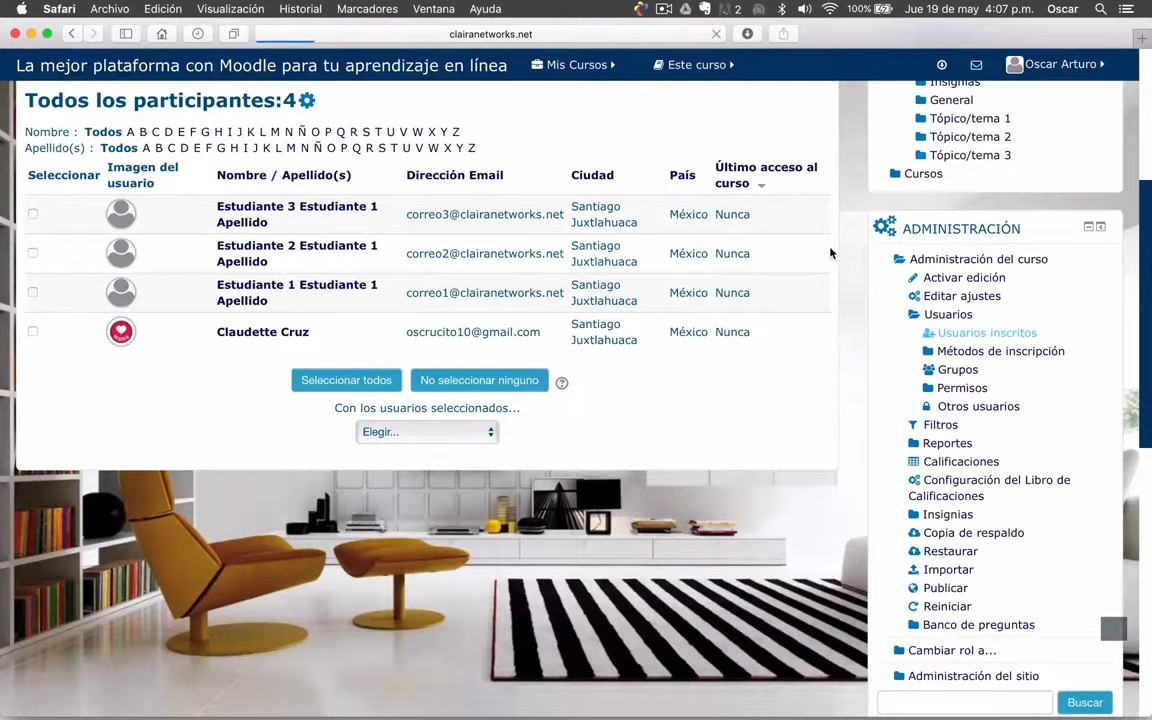 Safari Archivo Edición Visualización Historial Marcadores Ventana Ayuda 2 100% Jue 19 de may 4:07 p.m. Oscar
clairanetworks.net
La mejor plataforma con Moodle para tu aprendizaje en línea Mis Cursos Este curso Oscar Arturo
Todos los participantes:4
Nombre : Todos A B C D E F G H I J K L M N Ñ O P Q R S T U V W X Y Z
Apellido(s) : Todos A B C D E F G H I J K L M N Ñ O P Q R S T U V W X Y Z
Seleccionar Imagen del usuario Nombre / Apellido(s) Dirección Email Ciudad País Último acceso al curso
Estudiante 3 Estudiante 1 Apellido correo3@clairanetworks.net Santiago Juxtlahuaca México Nunca
Estudiante 2 Estudiante 1 Apellido correo2@clairanetworks.net Santiago Juxtlahuaca México Nunca
Estudiante 1 Estudiante 1 Apellido correo1@clairanetworks.net Santiago Juxtlahuaca México Nunca
Claudette Cruz oscrucito10@gmail.com Santiago Juxtlahuaca México Nunca
Seleccionar todos No seleccionar ninguno ?
Con los usuarios seleccionados...
Elegir...
Insignias
General
Tópico/tema 1
Tópico/tema 2
Tópico/tema 3
Cursos
ADMINISTRACIÓN
Administración del curso
Activar edición
Editar ajustes
Usuarios
Usuarios inscritos
Métodos de inscripción
Grupos
Permisos
Otros usuarios
Filtros
Reportes
Calificaciones
Configuración del Libro de
Calificaciones
Insignias
Copia de respaldo
Restaurar
Importar
Publicar
Reiniciar
Banco de preguntas
Cambiar rol a...
Administración del sitio
Buscar